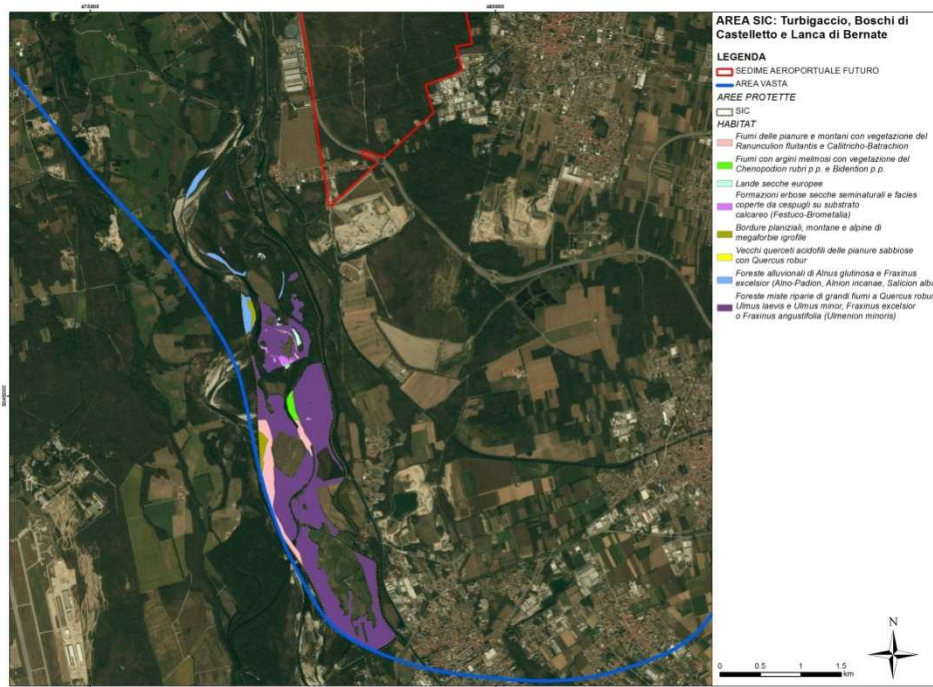 475000
480000
5045000
AREA SIC: Turbigaccio, Boschi di
Castelletto e Lanca di Bernate
LEGENDA
SEDIME AEROPORTUALE FUTURO
AREA VASTA
AREE PROTETTE
SIC
HABITAT
Fiumi delle pianure e montani con vegetazione del
Ranunculion fluitantis e Callitricho-Batrachion
Fiumi con argini melmosi con vegetazione del
Chenopodion rubri p.p. e Bidention p.p.
Lande secche europee
Formazioni erbose secche seminaturali e facies
coperte da cespugli su substrato
calcareo (Festuco-Brometalia)
Bordure planiziali, montane e alpine di
megaforbie igrofile
Vecchi querceti acidofili delle pianure sabbiose
con Quercus robur
Foreste alluvionali di Alnus glutinosa e Fraxinus
excelsior (Alno-Padion, Alnion incanae, Salicion alba
Foreste miste riparie di grandi fiumi a Quercus robur
Ulmus laevis e Ulmus minor, Fraxinus excelsior
o Fraxinus angustifolia (Ulmenion minoris)
N
0 0.5 1 1.5
km